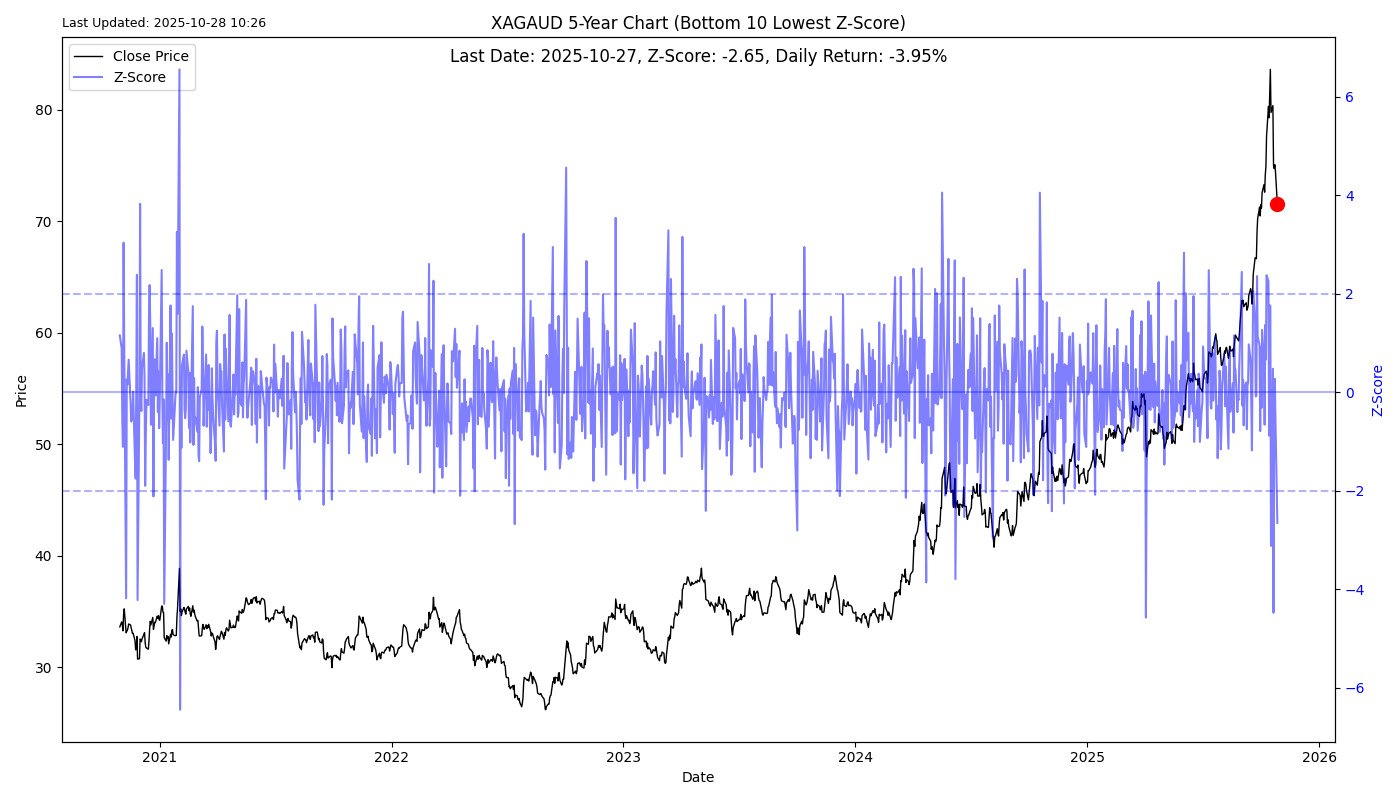 Last Updated: 2025-10-28 10:26
XAGAUD 5-Year Chart (Bottom 10 Lowest Z-Score)
Last Date: 2025-10-27, Z-Score: -2.65, Daily Return: -3.95%
Close Price
Z-Score
80
70
60
50
40
30
Price
6
4
2
0
−2
−4
−6
Z-Score
2021
2022
2023
2024
2025
2026
Date